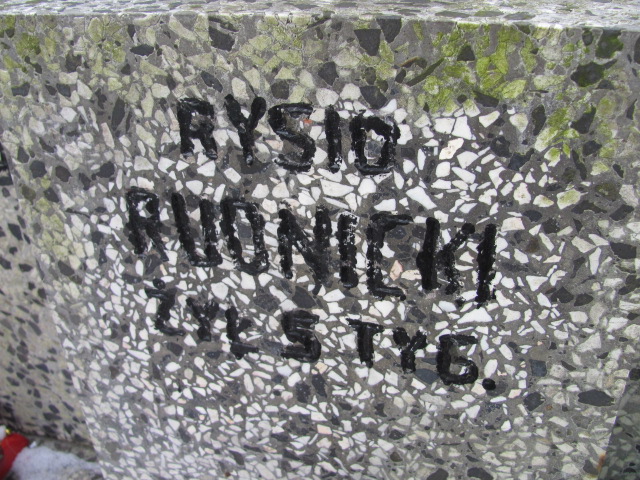 RYSIO
RUDNICKI
ŻYŁ 5 TYG.